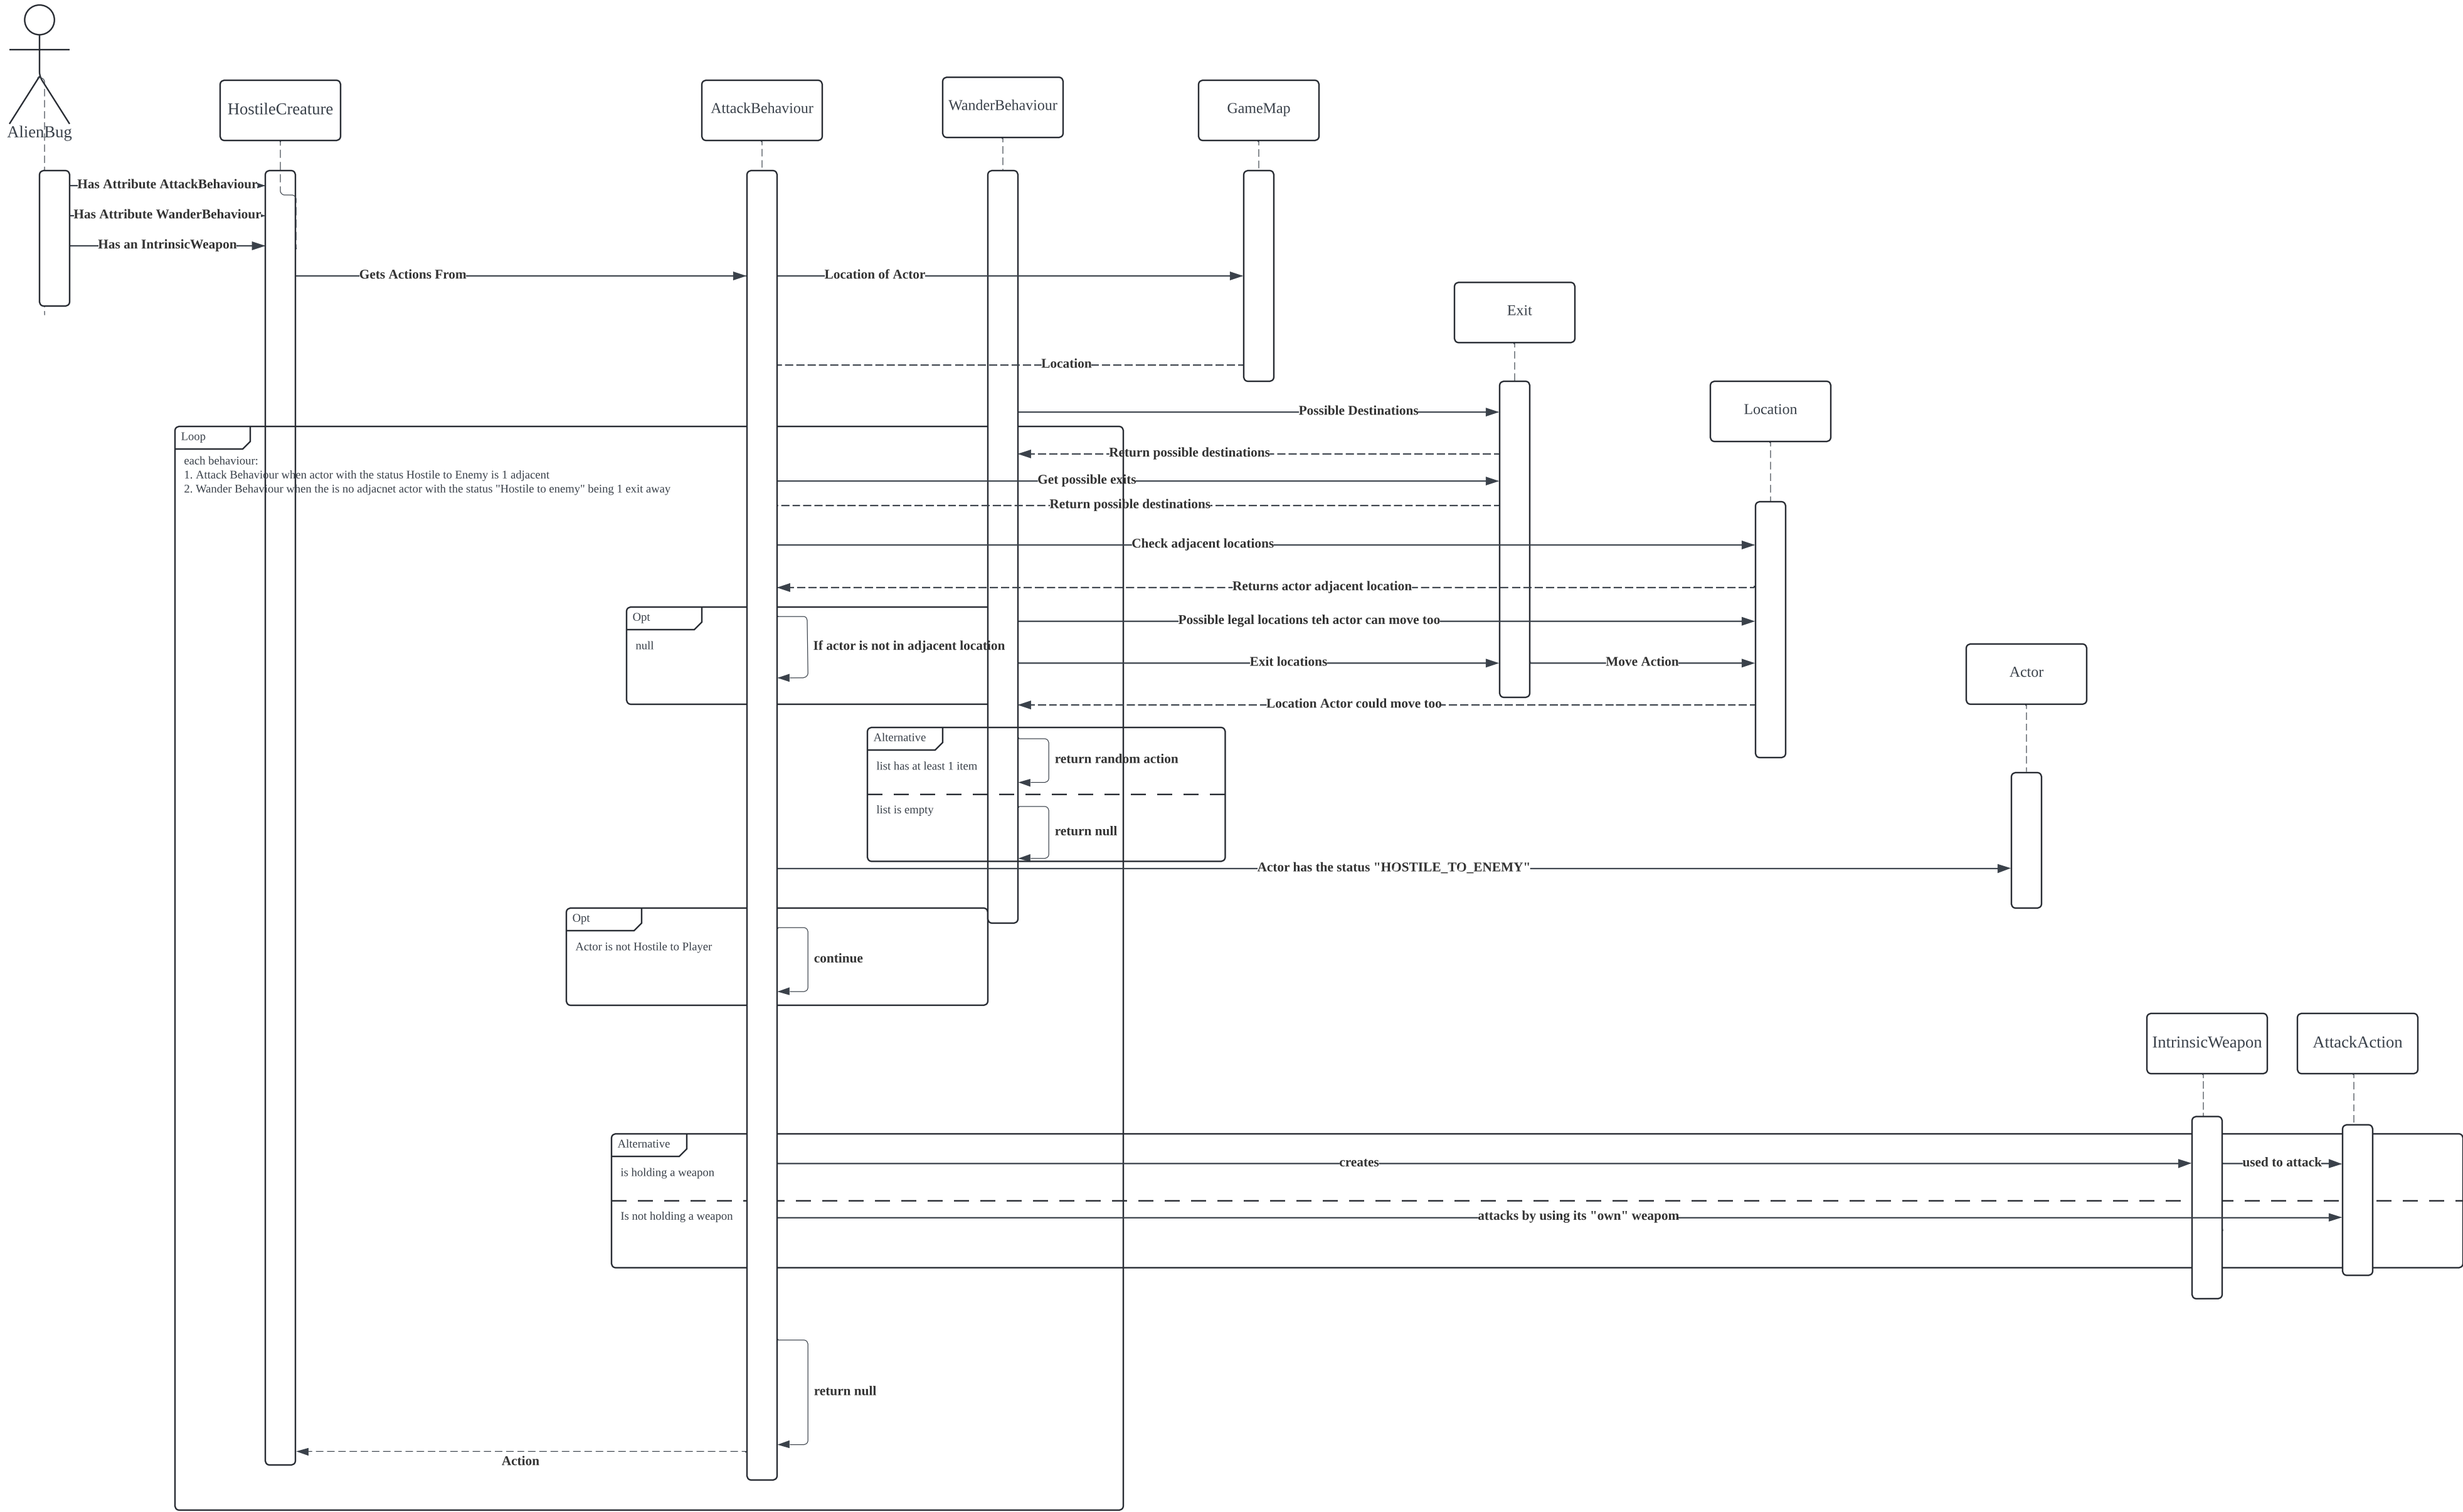 AlienBug
HostileCreature
AttackBehaviour
WanderBehaviour
GameMap
Has Attribute AttackBehaviour
Has Attribute WanderBehaviour
Has an IntrinsicWeapon
Gets Actions From
Location of Actor
Exit
Location
Possible Destinations
Location
Loop
each behaviour:
1. Attack Behaviour when actor with the status Hostile to Enemy is 1 adjacent
2. Wander Behaviour when the is no adjacnet actor with the status "Hostile to enemy" being 1 exit away
Return possible destinations
Get possible exits
Return possible destinations
Check adjacent locations
Returns actor adjacent location
Opt
null
If actor is not in adjacent location
Possible legal locations teh actor can move too
Exit locations
Move Action
Actor
Location Actor could move too
Alternative
list has at least 1 item
return random action
list is empty
return null
Actor has the status "HOSTILE_TO_ENEMY"
Opt
Actor is not Hostile to Player
continue
IntrinsicWeapon
AttackAction
Alternative
is holding a weapon
creates
used to attack
Is not holding a weapon
attacks by using its "own" weapom
return null
Action